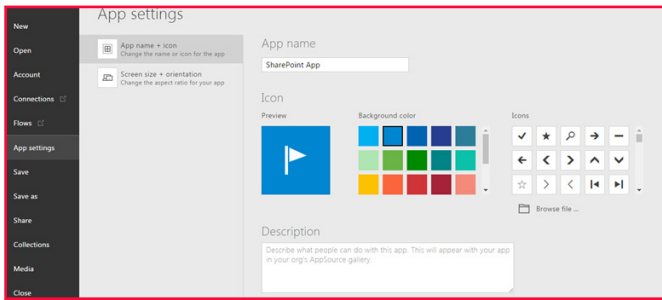 App settings
New
Open
Account
Connections
Flows
App settings
Save
Save as
Share
Collections
Media
Close
App name + icon
Change the name or icon for the app
Screen size + orientation
Change the aspect ratio for your app
App name
SharePoint App
Icon
Preview
Background color
Icons
Browse file ...
Description
Describe what people can do with this app. This will appear with your app
in your org's AppSource gallery.